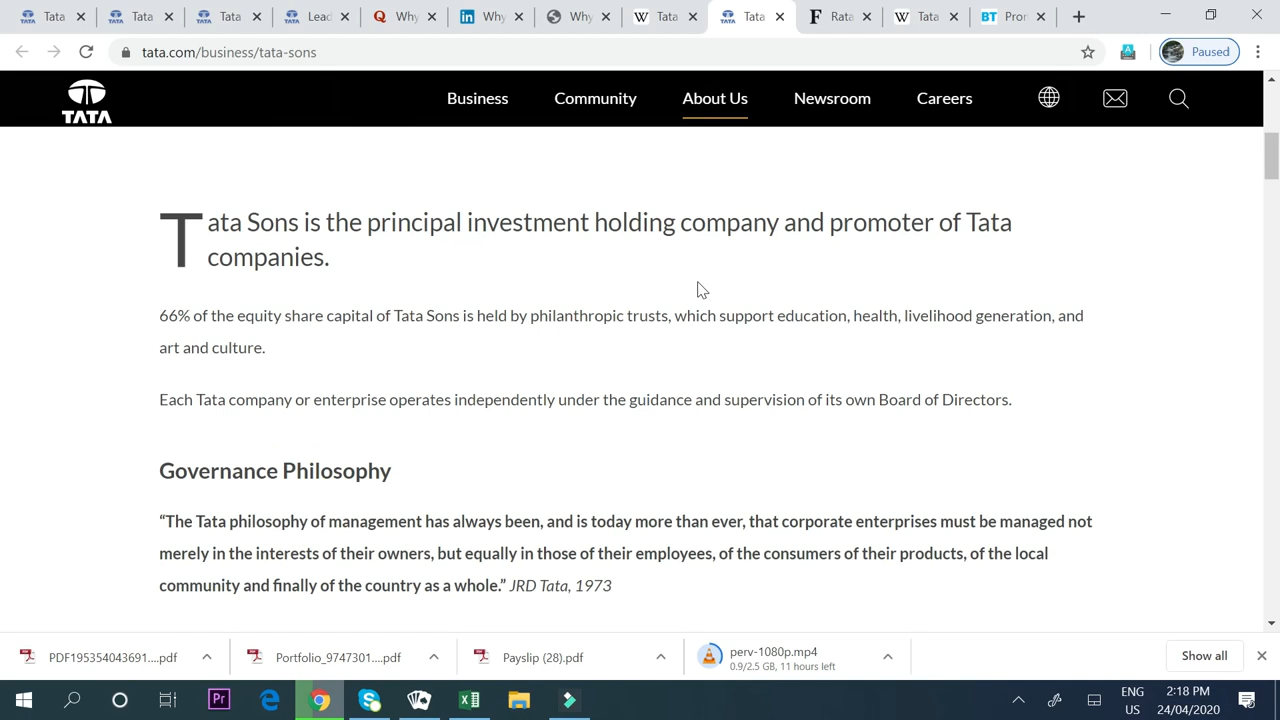 Tata
Tata
Tata
Lead
Why
Why
Why
Tata
Tata
Rata
Tata
Pron
tata.com/business/tata-sons
Paused
TATA
Business
Community
About Us
Newsroom
Careers
Tata Sons is the principal investment holding company and promoter of Tata
companies.
66% of the equity share capital of Tata Sons is held by philanthropic trusts, which support education, health, livelihood generation, and
art and culture.
Each Tata company or enterprise operates independently under the guidance and supervision of its own Board of Directors.
Governance Philosophy
“The Tata philosophy of management has always been, and is today more than ever, that corporate enterprises must be managed not
merely in the interests of their owners, but equally in those of their employees, of the consumers of their products, of the local
community and finally of the country as a whole.” JRD Tata, 1973
PDF195354043691....pdf
Portfolio_9747301....pdf
Payslip (28).pdf
perv-1080p.mp4
0.9/2.5 GB, 11 hours left
Show all
ENG
US
2:18 PM
24/04/2020